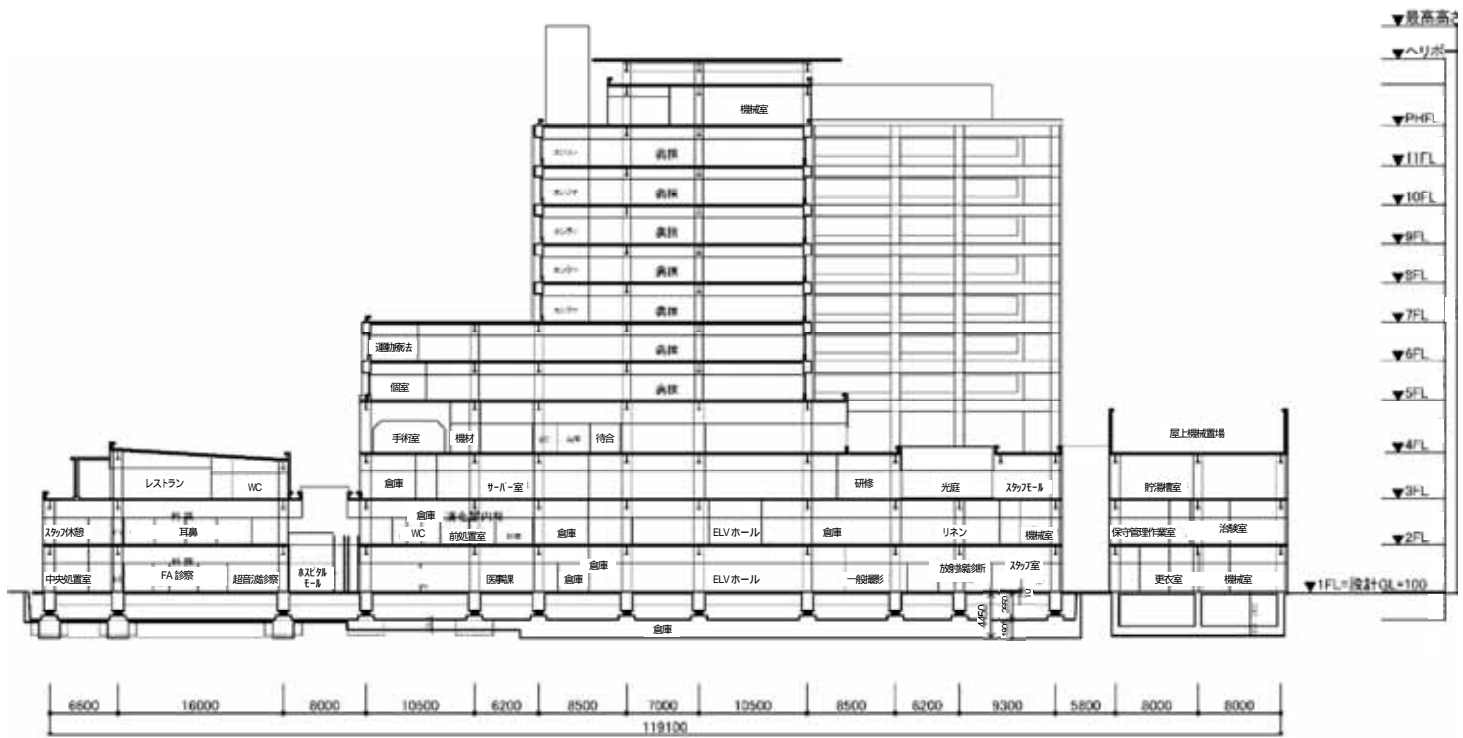 ▼最高高さ
▼ヘリポー
機械室
▼PHFL
病棟
▼11FL
病棟
▼10FL
病棟
▼9FL
病棟
▼8FL
病棟
▼7FL
運動療法
病棟
▼6FL
個室
病棟
▼5FL
手術室
機材
待合
屋上機械置場
▼4FL
レストラン
WC
倉庫
サーバー室
研修
光庭
スタッフモール
貯湯槽室
▼3FL
スタッフ休憩
耳鼻
倉庫
WC
前処置室
倉庫
ELVホール
倉庫
リネン
機械室
保守管理作業室
治験室
▼2FL
中央処置室
FA診察
超音波診察
ホスピタル
モール
医事課
倉庫
倉庫
ELVホール
一般撮影
放射線診断
スタッフ室
更衣室
機械室
▼1FL=設計GL+100
4450
倉庫
6600
16000
8000
10500
6200
8500
7000
10500
8500
6200
9300
5800
8000
8000
119100